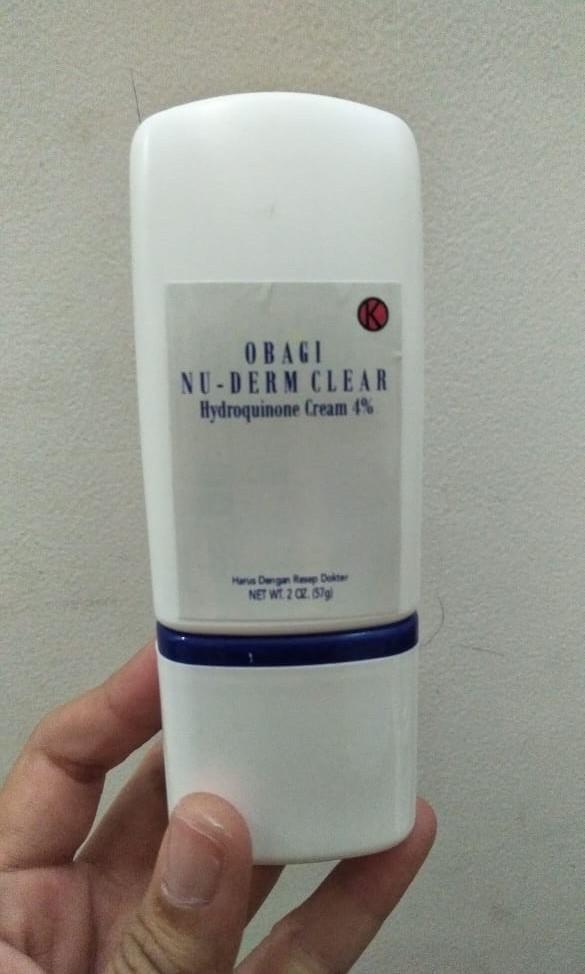 K
OBAGI
NU-DERM CLEAR
Hydroquinone Cream 4%
Harus Dengan Resep Dokter
NET WT. 2 OZ. (57g)